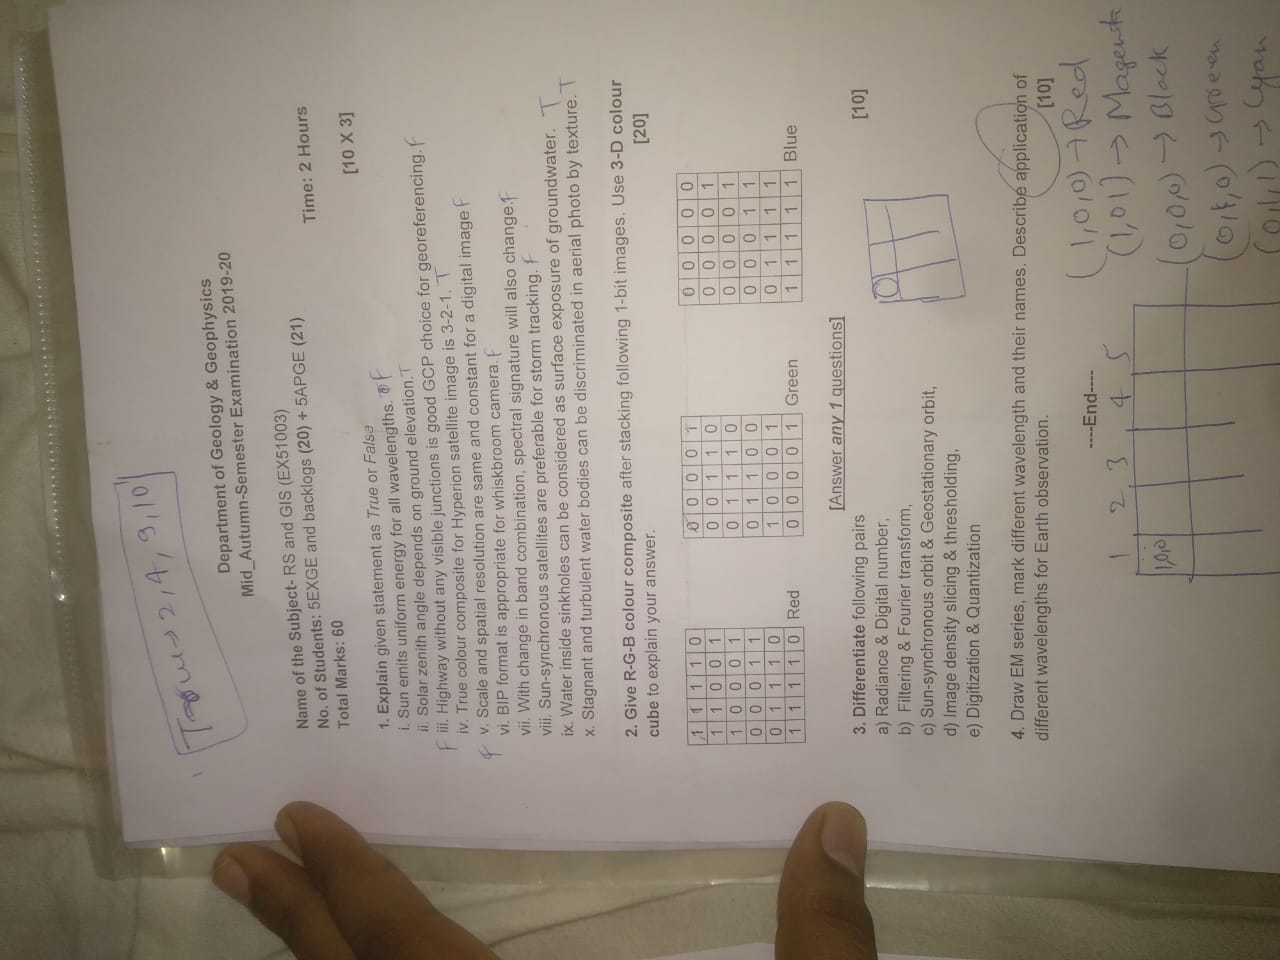 Department of Geology & Geophysics
Mid_Autumn-Semester Examination 2019-20
Name of the Subject- RS and GIS (EX51003)
No. of Students: 5EXGE and backlogs (20) + 5APGE (21) Time: 2 Hours
Total Marks: 60
1. Explain given statement as True or False [10 X 3]
i. Sun emits uniform energy for all wavelengths. F
ii. Solar zenith angle depends on ground elevation. T
F iii. Highway without any visible junctions is good GCP choice for georeferencing. F
iv. True colour composite for Hyperion satellite image is 3-2-1. T
F v. Scale and spatial resolution are same and constant for a digital image F
vi. BIP format is appropriate for whiskbroom camera. F
vii. With change in band combination, spectral signature will also change. F
viii. Sun-synchronous satellites are preferable for storm tracking. F
ix. Water inside sinkholes can be considered as surface exposure of groundwater. T
x. Stagnant and turbulent water bodies can be discriminated in aerial photo by texture. T
2. Give R-G-B colour composite after stacking following 1-bit images. Use 3-D colour
cube to explain your answer. [20]
1 1 1 1 0 0 0 0 0 1 0 0 0 0 0
1 1 0 0 1 0 0 1 1 0 0 0 0 0 1
1 0 0 0 1 0 1 1 1 0 0 0 0 0 1
0 0 0 1 1 0 1 1 0 0 0 0 0 1 1
0 1 1 1 0 1 0 0 0 1 0 1 1 1 1
1 1 1 1 0 Red 0 0 0 0 1 Green 1 1 1 1 1 Blue
[Answer any 1 questions]
3. Differentiate following pairs [10]
a) Radiance & Digital number,
b) Filtering & Fourier transform,
c) Sun-synchronous orbit & Geostationary orbit,
d) Image density slicing & thresholding,
e) Digitization & Quantization
4. Draw EM series, mark different wavelength and their names. Describe application of
different wavelengths for Earth observation. [10]
----End----
(1,0,0) → Red
1 2 3 4 5 (1,0,1) →
1,0,0 (0,0,0) → Black
→ Green
(0,1,1) → Cyan